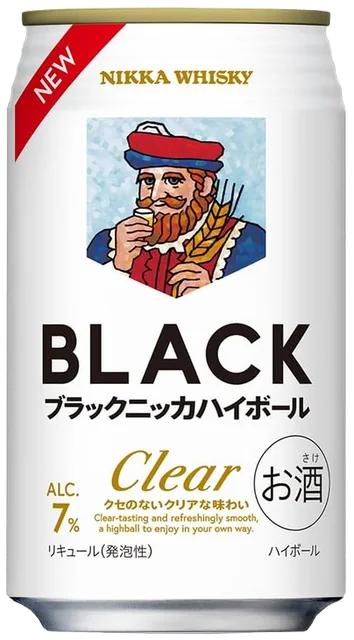 NEW
NIKKA WHISKY
BLACK
ブラックニッカハイボール
Clear
ALC.
7%
クセのないクリアな味わい
Clear-tasting and refreshingly smooth,
a highball to enjoy in your own way.
さけ
お酒
リキュール(発泡性)
ハイボール